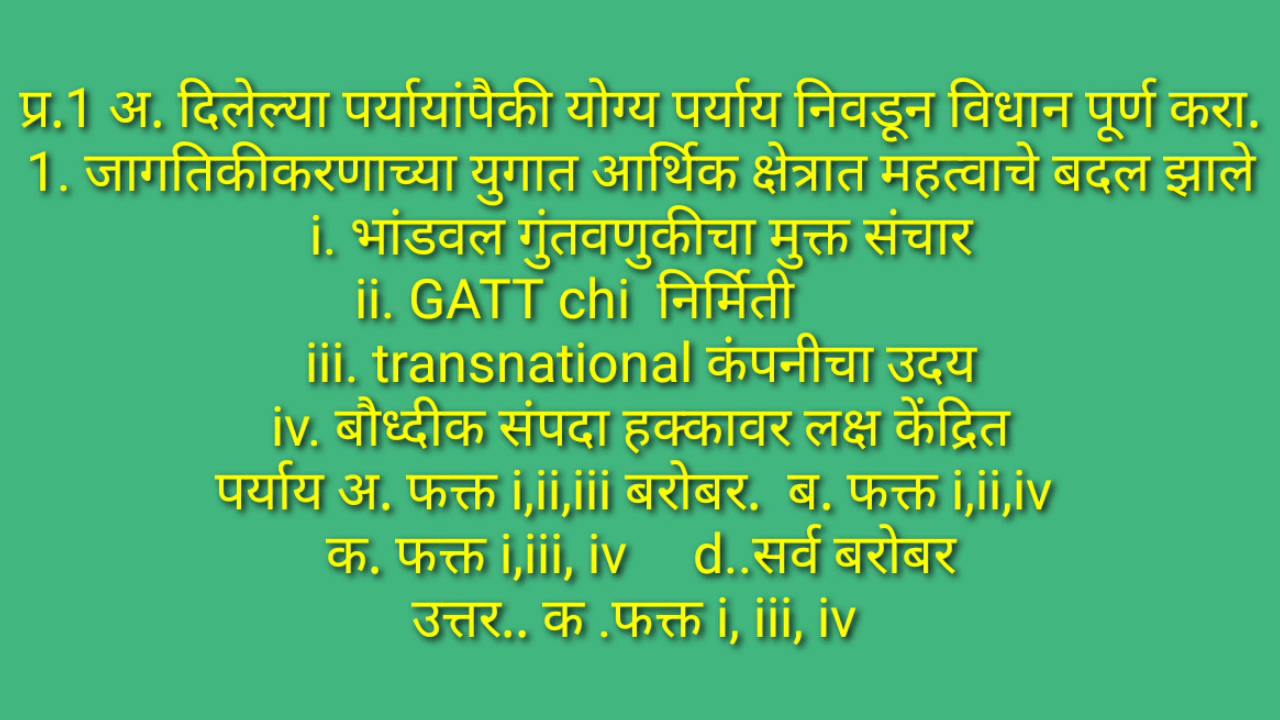 प्र.1 अ. दिलेल्या पर्यायांपैकी योग्य पर्याय निवडून विधान पूर्ण करा.
1. जागतिकीकरणाच्या युगात आर्थिक क्षेत्रात महत्वाचे बदल झाले
i. भांडवल गुंतवणुकीचा मुक्त संचार
ii. GATT chi निर्मिती
iii. transnational कंपनीचा उदय
iv. बौध्दीक संपदा हक्कावर लक्ष केंद्रित
पर्याय अ. फक्त i,ii,iii बरोबर. ब. फक्त i,ii,iv
क. फक्त i,iii, iv d..सर्व बरोबर
उत्तर.. क .फक्त i, iii, iv